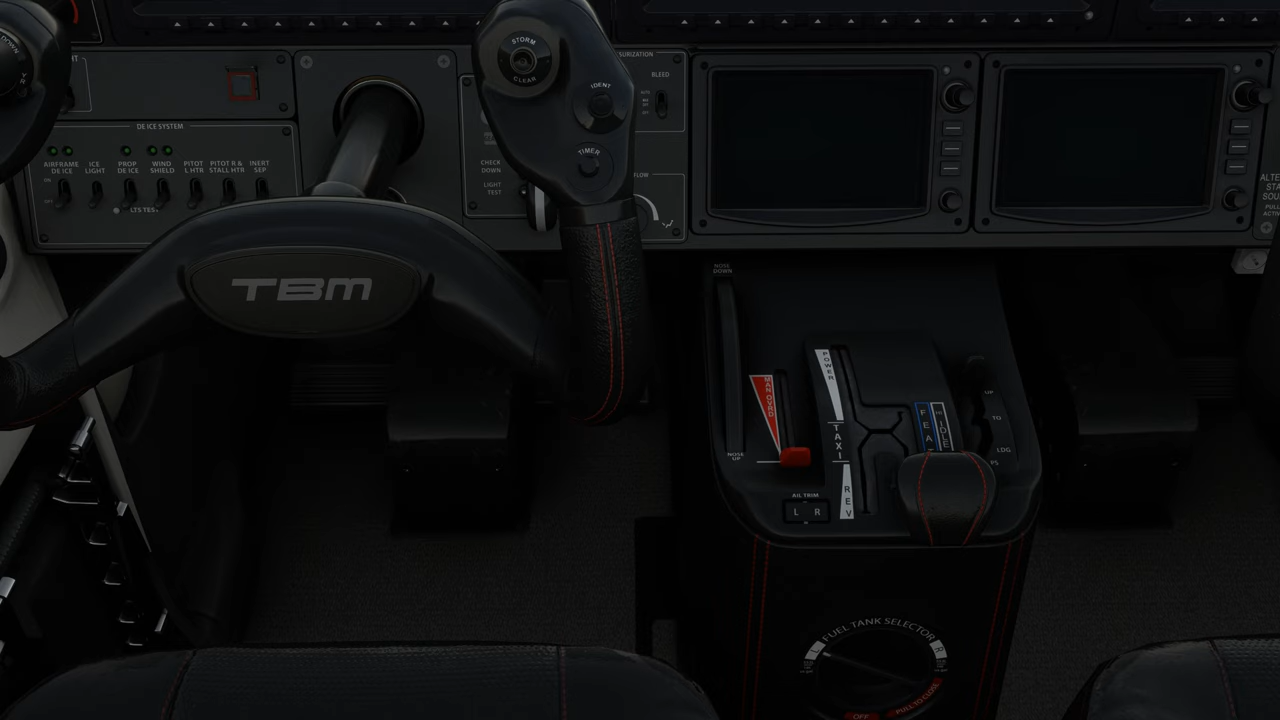 DOWN
STORM
CLEAR
IDENT
TIMER
BLEED
DE ICE SYSTEM
AIRFRAME
DE ICE
ICE
LIGHT
PROP
DE ICE
WIND
SHIELD
PITOT
L HTR
PITOT R &
STALL HTR
INERT
SEP
CHECK
DOWN
LIGHT
TEST
FLOW
TBM
NOSE
DOWN
MAN OVRD
POWER
TAXI
REV
FEA
HI IDLE
UP
TO
LDG
NOSE
UP
AIL TRIM
L R
FUEL TANK SELECTOR
L
R
OFF
PULL TO CLOSE